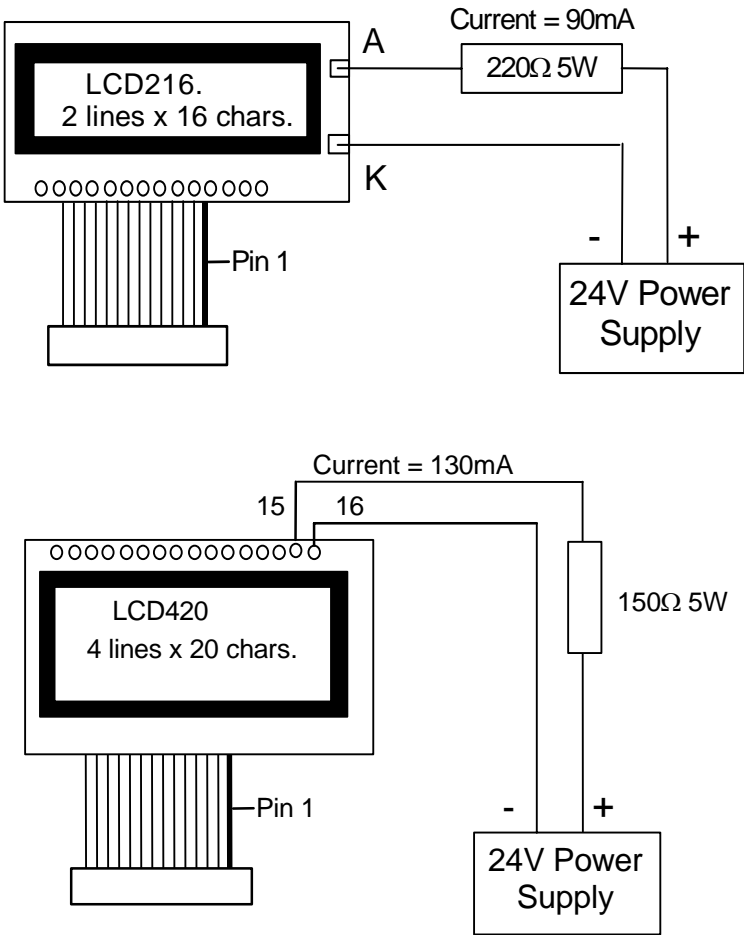 Current = 90mA
A
220Ω 5W
LCD216.
2 lines x 16 chars.
K
- +
Pin 1
24V Power
Supply
Current = 130mA
15 16
LCD420
4 lines x 20 chars.
150Ω 5W
Pin 1
- +
24V Power
Supply